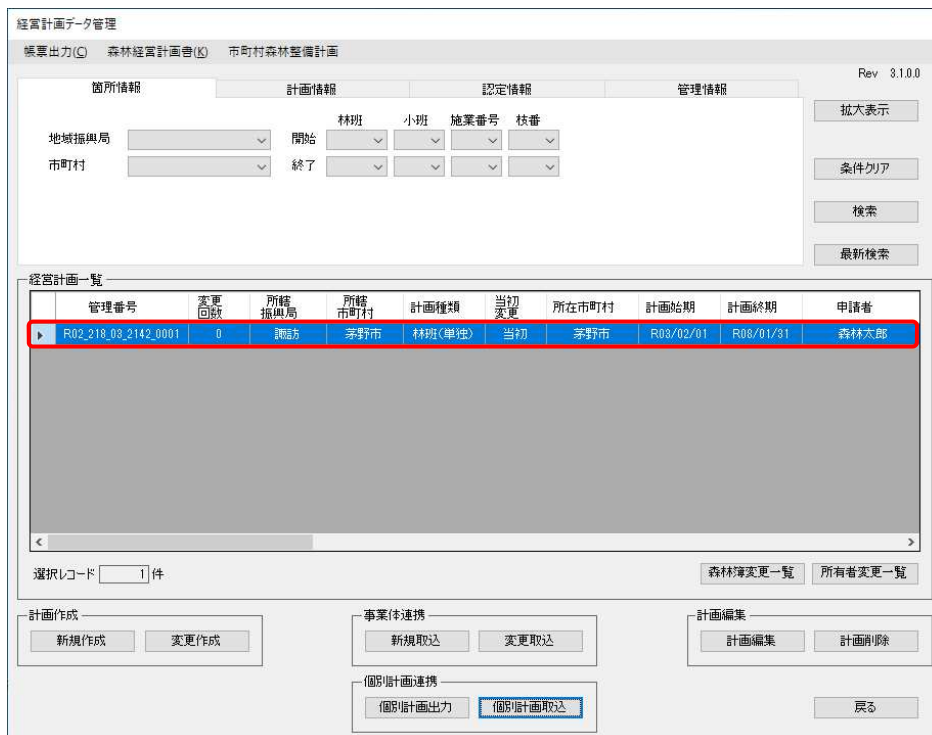 経営計画データ管理
帳票出力(C) 森林経営計画書(K) 市町村森林整備計画
Rev 3.1.0.0
箇所情報 計画情報 認定情報 管理情報
拡大表示
林班 小班 施業番号 枝番
地域振興局 開始
市町村 終了
条件クリア
検索
最新検索
経営計画一覧
管理番号 変更回数 所轄振興局 所轄市町村 計画種類 当初変更 所在市町村 計画始期 計画終期 申請者
R02_218_03_2142_0001 0 諏訪 茅野市 林班(単独) 当初 茅野市 R03/02/01 R08/01/31 森林太郎
選択レコード 1 件 森林簿変更一覧 所有者変更一覧
計画作成 事業体連携 計画編集
新規作成 変更作成 新規取込 変更取込 計画編集 計画削除
個別計画連携
個別計画出力 個別計画取込 戻る